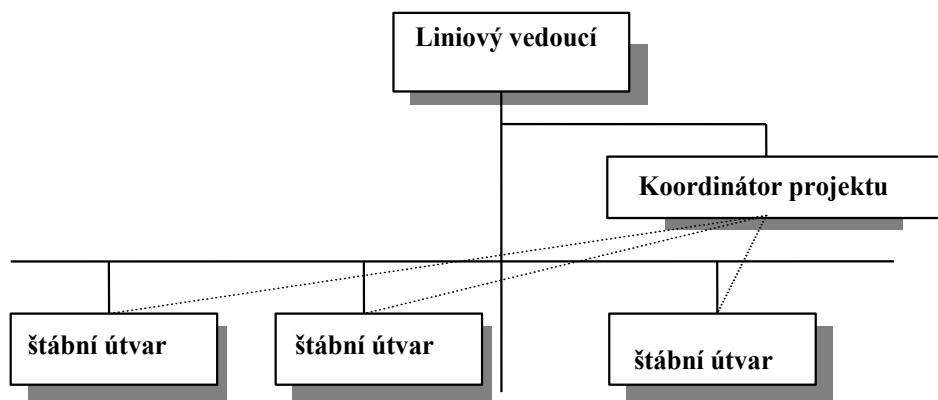 Liniový vedoucí
Koordinátor projektu
štábní útvar
štábní útvar
štábní útvar